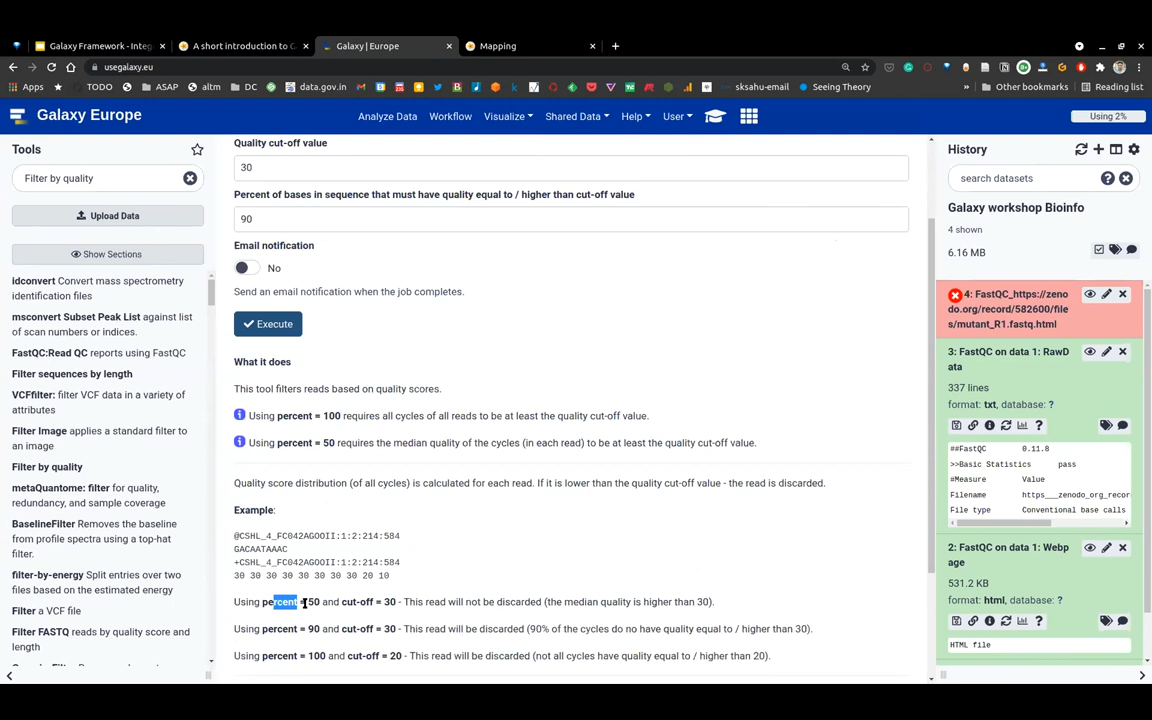 Galaxy Framework - Integ
A short introduction to Ga
Galaxy | Europe
Mapping
usegalaxy.eu
Apps
TODO
ASAP
altm
DC
data.gov.in
sksahu-email
Seeing Theory
Other bookmarks
Reading list
Galaxy Europe
Analyze Data
Workflow
Visualize
Shared Data
Help
User
Using 2%
Tools
Filter by quality
Upload Data
Show Sections
idconvert Convert mass spectrometry
identification files
msconvert Subset Peak List against list
of scan numbers or indices.
FastQC:Read QC reports using FastQC
Filter sequences by length
VCFfilter: filter VCF data in a variety of
attributes
Filter Image applies a standard filter to
an image
Filter by quality
metaQuantome: filter for quality,
redundancy, and sample coverage
BaselineFilter Removes the baseline
from profile spectra using a top-hat
filter.
filter-by-energy Split entries over two
files based on the estimated energy
Filter a VCF file
Filter FASTQ reads by quality score and
length
Quality cut-off value
30
Percent of bases in sequence that must have quality equal to / higher than cut-off value
90
Email notification
No
Send an email notification when the job completes.
Execute
What it does
This tool filters reads based on quality scores.
Using percent = 100 requires all cycles of all reads to be at least the quality cut-off value.
Using percent = 50 requires the median quality of the cycles (in each read) to be at least the quality cut-off value.
Quality score distribution (of all cycles) is calculated for each read. If it is lower than the quality cut-off value - the read is discarded.
Example:
@CSHL_4_FC042AGOOII:1:2:214:584
GACAATAAAC
+CSHL_4_FC042AGOOII:1:2:214:584
30 30 30 30 30 30 30 30 20 10
Using percent = 50 and cut-off = 30 - This read will not be discarded (the median quality is higher than 30).
Using percent = 90 and cut-off = 30 - This read will be discarded (90% of the cycles do no have quality equal to / higher than 30).
Using percent = 100 and cut-off = 20 - This read will be discarded (not all cycles have quality equal to / higher than 20).
History
search datasets
Galaxy workshop Bioinfo
4 shown
6.16 MB
4: FastQC_https://zeno
do.org/record/582600/file
s/mutant_R1.fastq.html
3: FastQC on data 1: RawD
ata
337 lines
format: txt, database: ?
##FastQC 0.11.8
>>Basic Statistics pass
#Measure Value
Filename https___zenodo_org_recor
File type Conventional base calls
2: FastQC on data 1: Webp
age
531.2 KB
format: html, database: ?
HTML file